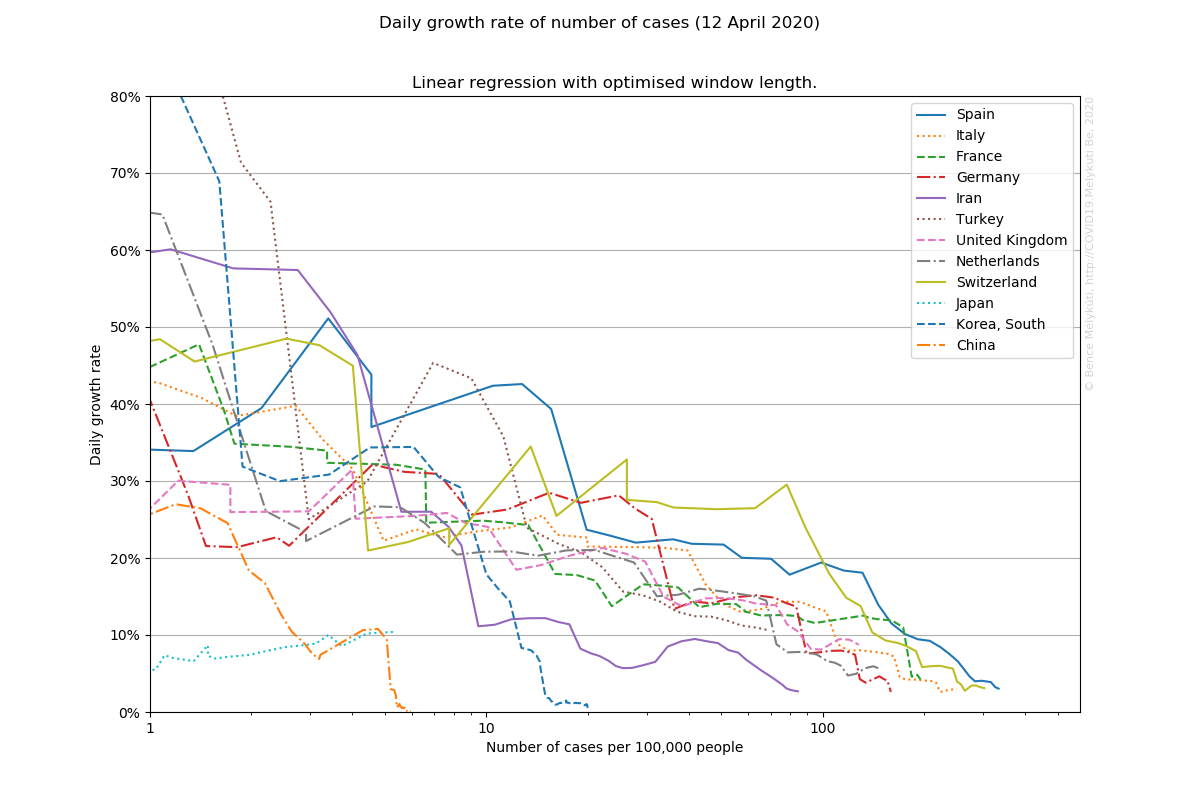 Daily growth rate of number of cases (12 April 2020)
Linear regression with optimised window length.
80%
70%
60%
50%
40%
30%
20%
10%
0%
Daily growth rate
1
10
100
Number of cases per 100,000 people
Spain
Italy
France
Germany
Iran
Turkey
United Kingdom
Netherlands
Switzerland
Japan
Korea, South
China
© Bence Mélykúti, http://COVID19.Melykuti.Be, 2020